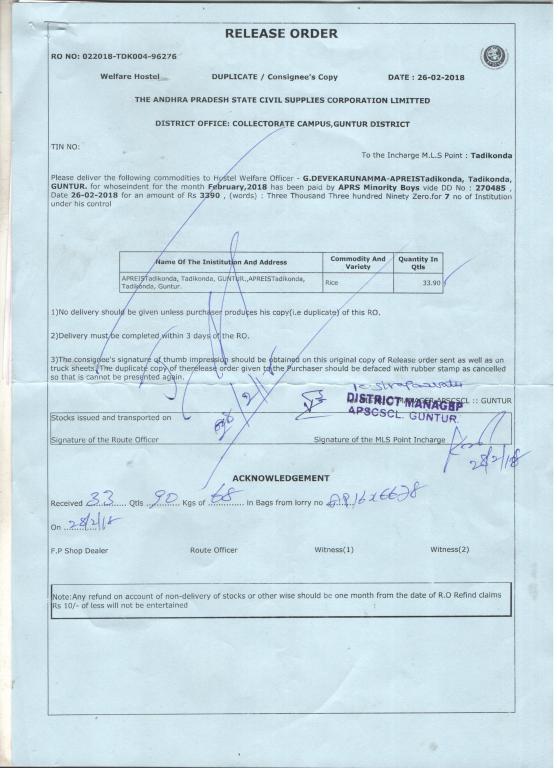 RELEASE ORDER
RO NO: 022018-TDK004-96276
Welfare Hostel DUPLICATE / Consignee's Copy DATE : 26-02-2018
THE ANDHRA PRADESH STATE CIVIL SUPPLIES CORPORATION LIMITTED
DISTRICT OFFICE: COLLECTORATE CAMPUS,GUNTUR DISTRICT
TIN NO:
To the Incharge M.L.S Point : Tadikonda
Please deliver the following commodities to Hostel Welfare Officer - G.DEVEKARUNAMMA-APREISTadikonda, Tadikonda,
GUNTUR. for whoseindent for the month February,2018 has been paid by APRS Minority Boys vide DD No : 270485 ,
Date 26-02-2018 for an amount of Rs 3390 , (words) : Three Thousand Three hundred Ninety Zero.for 7 no of Institution
under his control
Name Of The Inistitution And Address Commodity And Variety Quantity In Qtls
APREISTadikonda, Tadikonda, GUNTUR.,APREISTadikonda, Tadikonda, Guntur. Rice 33.90
1)No delivery should be given unless purchaser produces his copy(i.e duplicate) of this RO.
2)Delivery must be completed within 3 days of the RO.
3)The consignee's signature of thumb impression should be obtained on this original copy of Release order sent as well as on
truck sheets.The duplicate copy of therelease order given to the Purchaser should be defaced with rubber stamp as cancelled
so that is cannot be presented again.
MANAGER APSCSCL :: GUNTUR
DISTRICT MANAGER
APSCSCL. GUNTUR.
Stocks issued and transported on
Signature of the Route Officer Signature of the MLS Point Incharge
28/2/18
ACKNOWLEDGEMENT
Received 33 Qtls 90 Kgs of 68 in Bags from lorry no AP16X6678
On 28/2/18
F.P Shop Dealer Route Officer Witness(1) Witness(2)
Note:Any refund on account of non-delivery of stocks or other wise should be one month from the date of R.O Refind claims
Rs 10/- of less will not be entertained